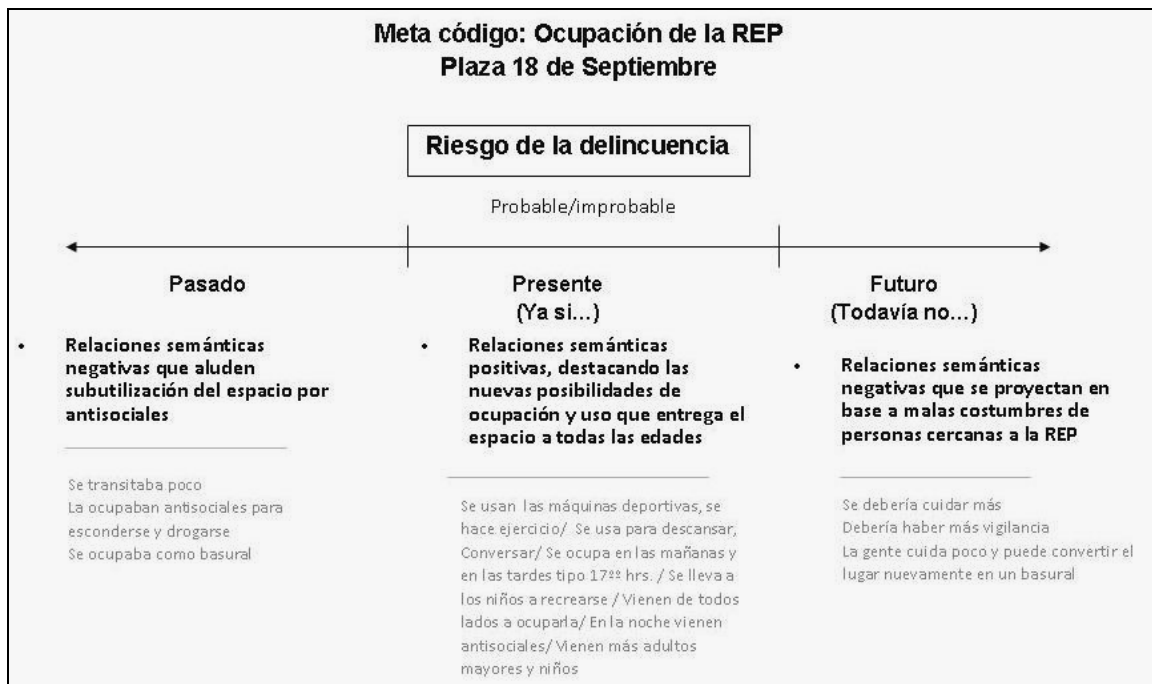 Meta código: Ocupación de la REP
Plaza 18 de Septiembre
Riesgo de la delincuencia
Probable/improbable
Pasado
• Relaciones semánticas
negativas que aluden
subutilización del espacio por
antisociales
Se transitaba poco
La ocupaban antisociales para
esconderse y drogarse
Se ocupaba como basural
Presente
(Ya si...)
• Relaciones semánticas
positivas, destacando las
nuevas posibilidades de
ocupación y uso que entrega el
espacio a todas las edades
Se usan las máquinas deportivas, se
hace ejercicio/ Se usa para descansar,
Conversar/ Se ocupa en las mañanas y
en las tardes tipo 17ºº hrs. / Se lleva a
los niños a recrearse / Vienen de todos
lados a ocuparla/ En la noche vienen
antisociales/ Vienen más adultos
mayores y niños
Futuro
(Todavía no...)
• Relaciones semánticas
negativas que se proyectan en
base a malas costumbres de
personas cercanas a la REP
Se debería cuidar más
Debería haber más vigilancia
La gente cuida poco y puede convertir el
lugar nuevamente en un basural